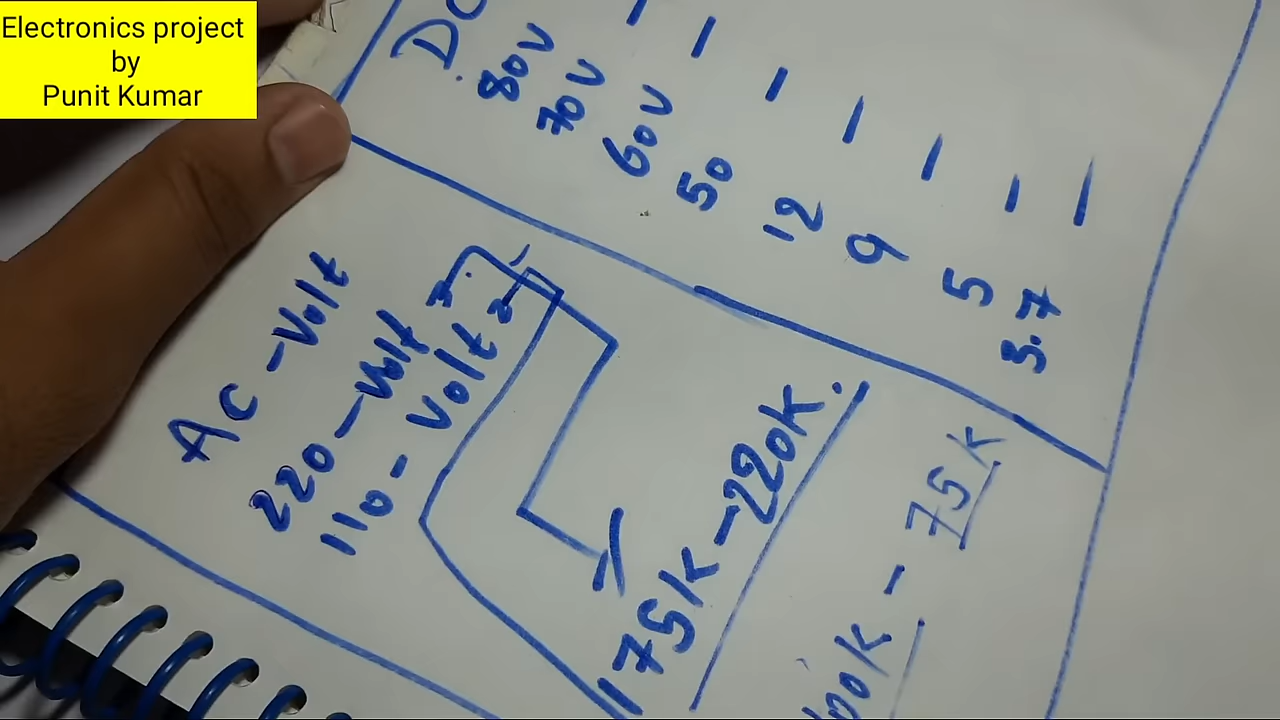 Electronics project
by
Punit Kumar
DC
80V -
70V -
60V -
50 -
12 -
9 -
5 -
3.7 -
AC -Volt
220 -Volt
110 - Volt
175K -220K.
00K - 75K